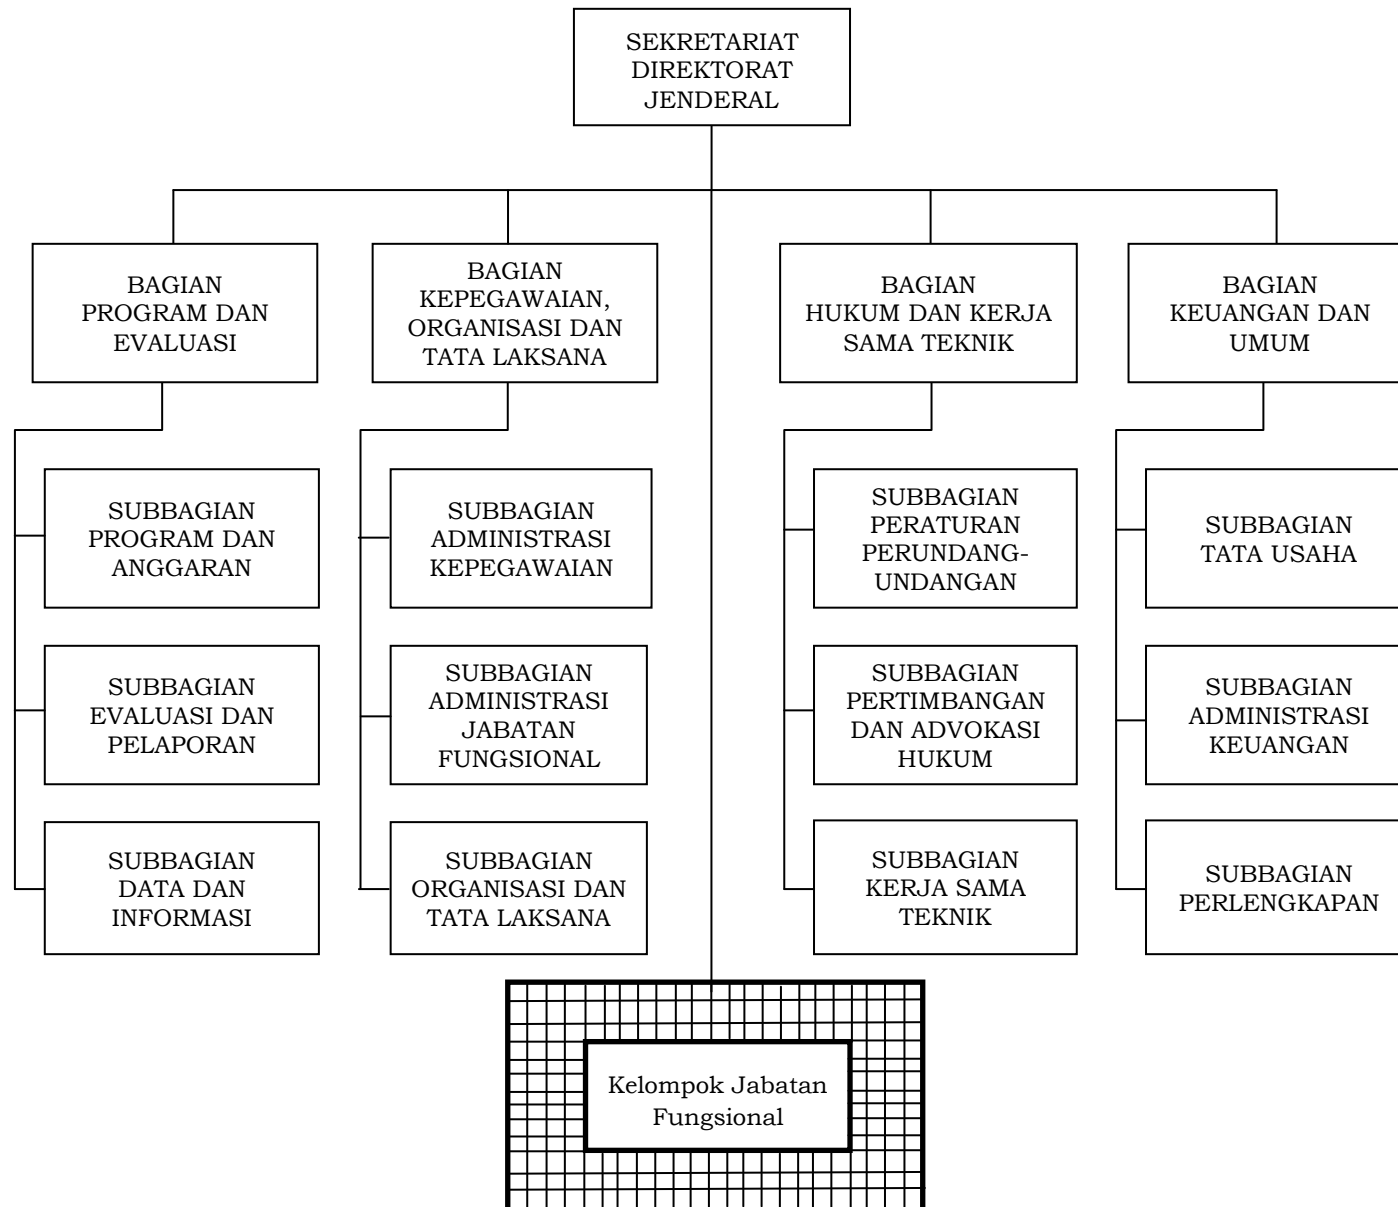 SEKRETARIAT
DIREKTORAT
JENDERAL
BAGIAN
PROGRAM DAN
EVALUASI
BAGIAN
KEPEGAWAIAN,
ORGANISASI DAN
TATA LAKSANA
BAGIAN
HUKUM DAN KERJA
SAMA TEKNIK
BAGIAN
KEUANGAN DAN
UMUM
SUBBAGIAN
PROGRAM DAN
ANGGARAN
SUBBAGIAN
ADMINISTRASI
KEPEGAWAIAN
SUBBAGIAN
PERATURAN
PERUNDANG-
UNDANGAN
SUBBAGIAN
TATA USAHA
SUBBAGIAN
EVALUASI DAN
PELAPORAN
SUBBAGIAN
ADMINISTRASI
JABATAN
FUNGSIONAL
SUBBAGIAN
PERTIMBANGAN
DAN ADVOKASI
HUKUM
SUBBAGIAN
ADMINISTRASI
KEUANGAN
SUBBAGIAN
DATA DAN
INFORMASI
SUBBAGIAN
ORGANISASI DAN
TATA LAKSANA
SUBBAGIAN
KERJA SAMA
TEKNIK
SUBBAGIAN
PERLENGKAPAN
Kelompok Jabatan
Fungsional